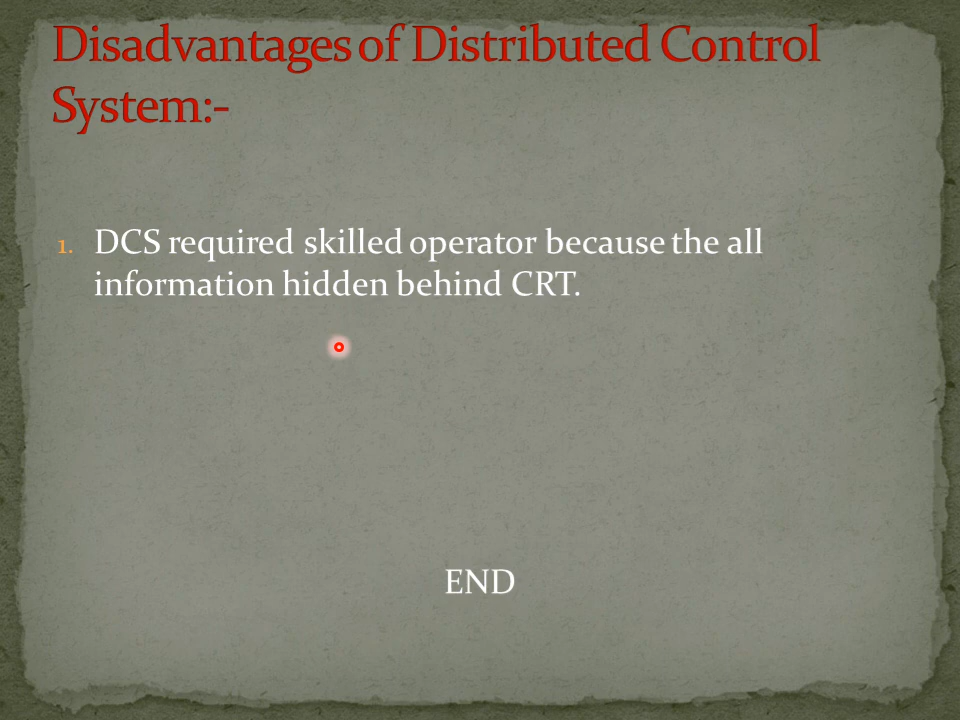 Disadvantages of Distributed Control
System:-
1. DCS required skilled operator because the all
information hidden behind CRT.
END